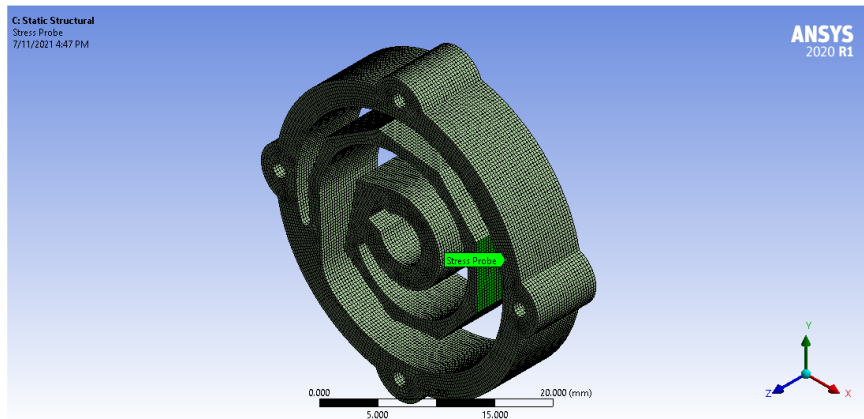 C: Static Structural
Stress Probe
7/11/2021 4:47 PM
ANSYS
2020 R1
Stress Probe
Y
Z
X
0.000
20.000 (mm)
5.000
15.000